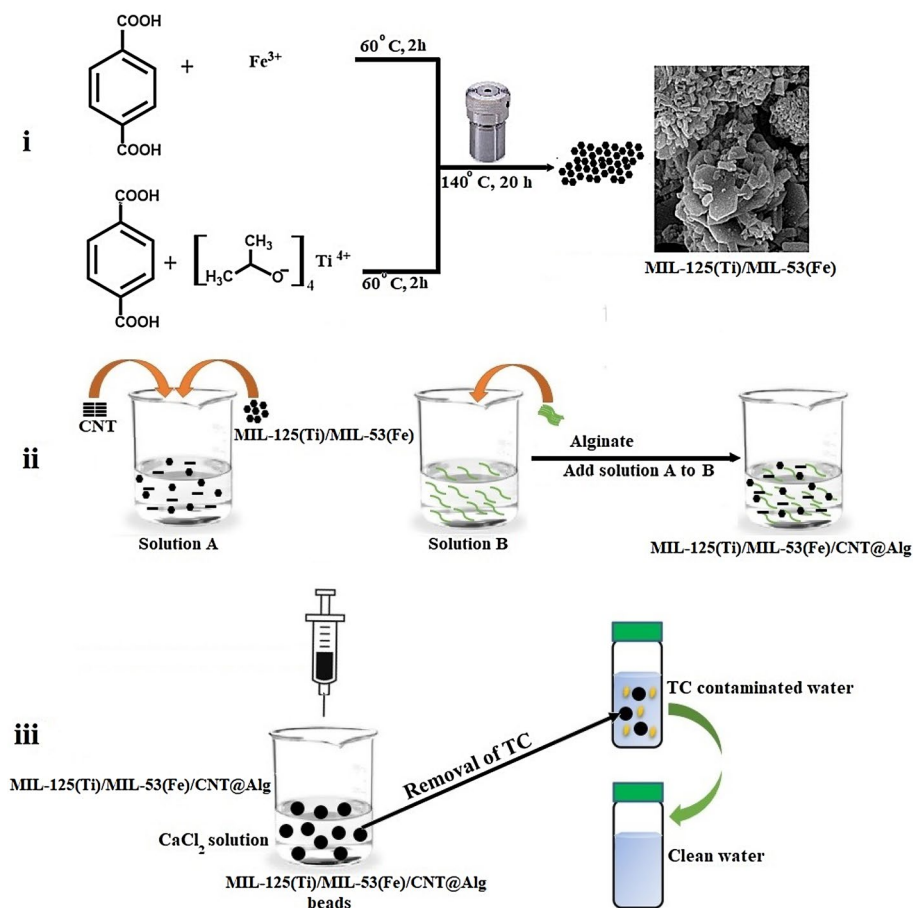 i
COOH
COOH
+
Fe³⁺
60° C, 2h
COOH
COOH
+
[
CH₃
H₃C
O⁻
]₄
Ti ⁴⁺
60° C, 2h
140° C, 20 h
MIL-125(Ti)/MIL-53(Fe)
ii
CNT
MIL-125(Ti)/MIL-53(Fe)
Solution A
Solution B
Alginate
Add solution A to B
MIL-125(Ti)/MIL-53(Fe)/CNT@Alg
iii
MIL-125(Ti)/MIL-53(Fe)/CNT@Alg
CaCl₂ solution
MIL-125(Ti)/MIL-53(Fe)/CNT@Alg
beads
Removal of TC
TC contaminated water
Clean water